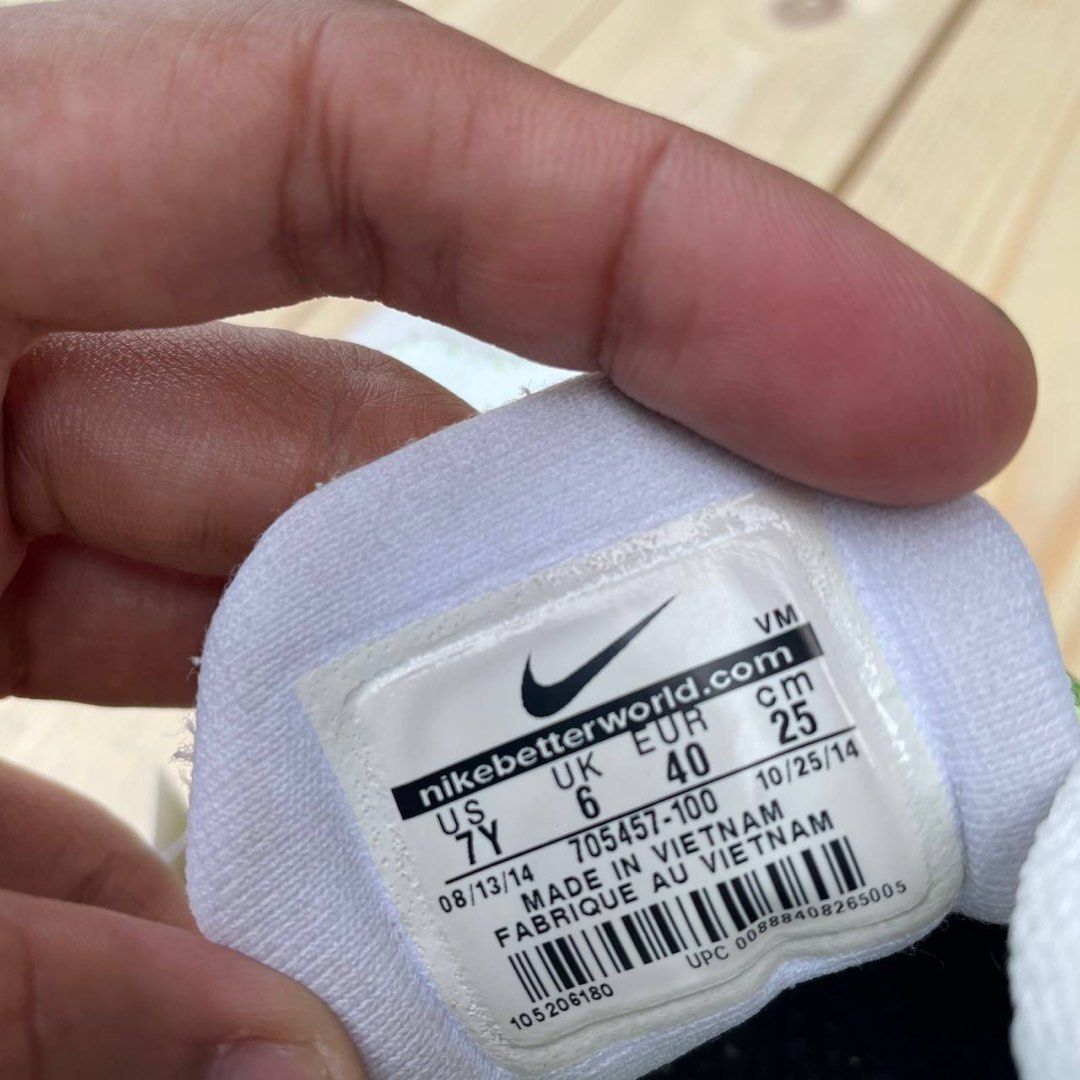 VM
nikebetterworld.com
US UK EUR cm
7Y 6 40 25
08/13/14 705457-100 10/25/14
MADE IN VIETNAM
FABRIQUE AU VIETNAM
105206180 UPC 00888408265005